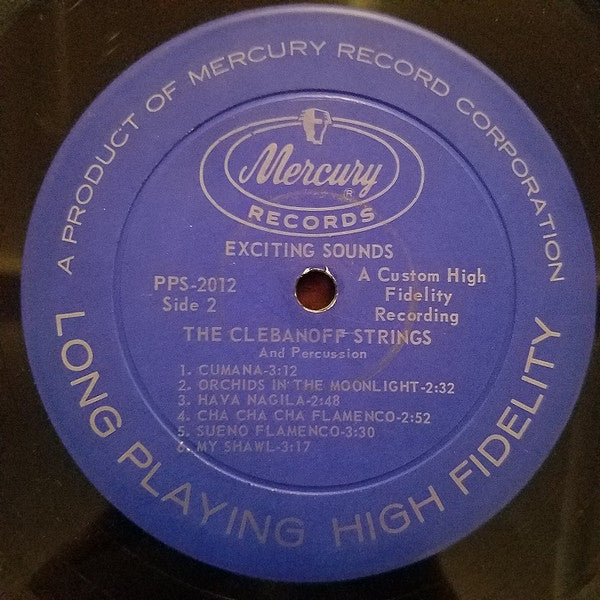 A PRODUCT OF MERCURY RECORD CORPORATION
Mercury
®
RECORDS
EXCITING SOUNDS
PPS-2012
Side 2
A Custom High
Fidelity
Recording
THE CLEBANOFF STRINGS
And Percussion
1. CUMANA-3:12
2. ORCHIDS IN THE MOONLIGHT-2:32
3. HAVA NAGILA-2:48
4. CHA CHA CHA FLAMENCO-2:52
5. SUENO FLAMENCO-3:30
6. MY SHAWL-3:17
LONG PLAYING HIGH FIDELITY